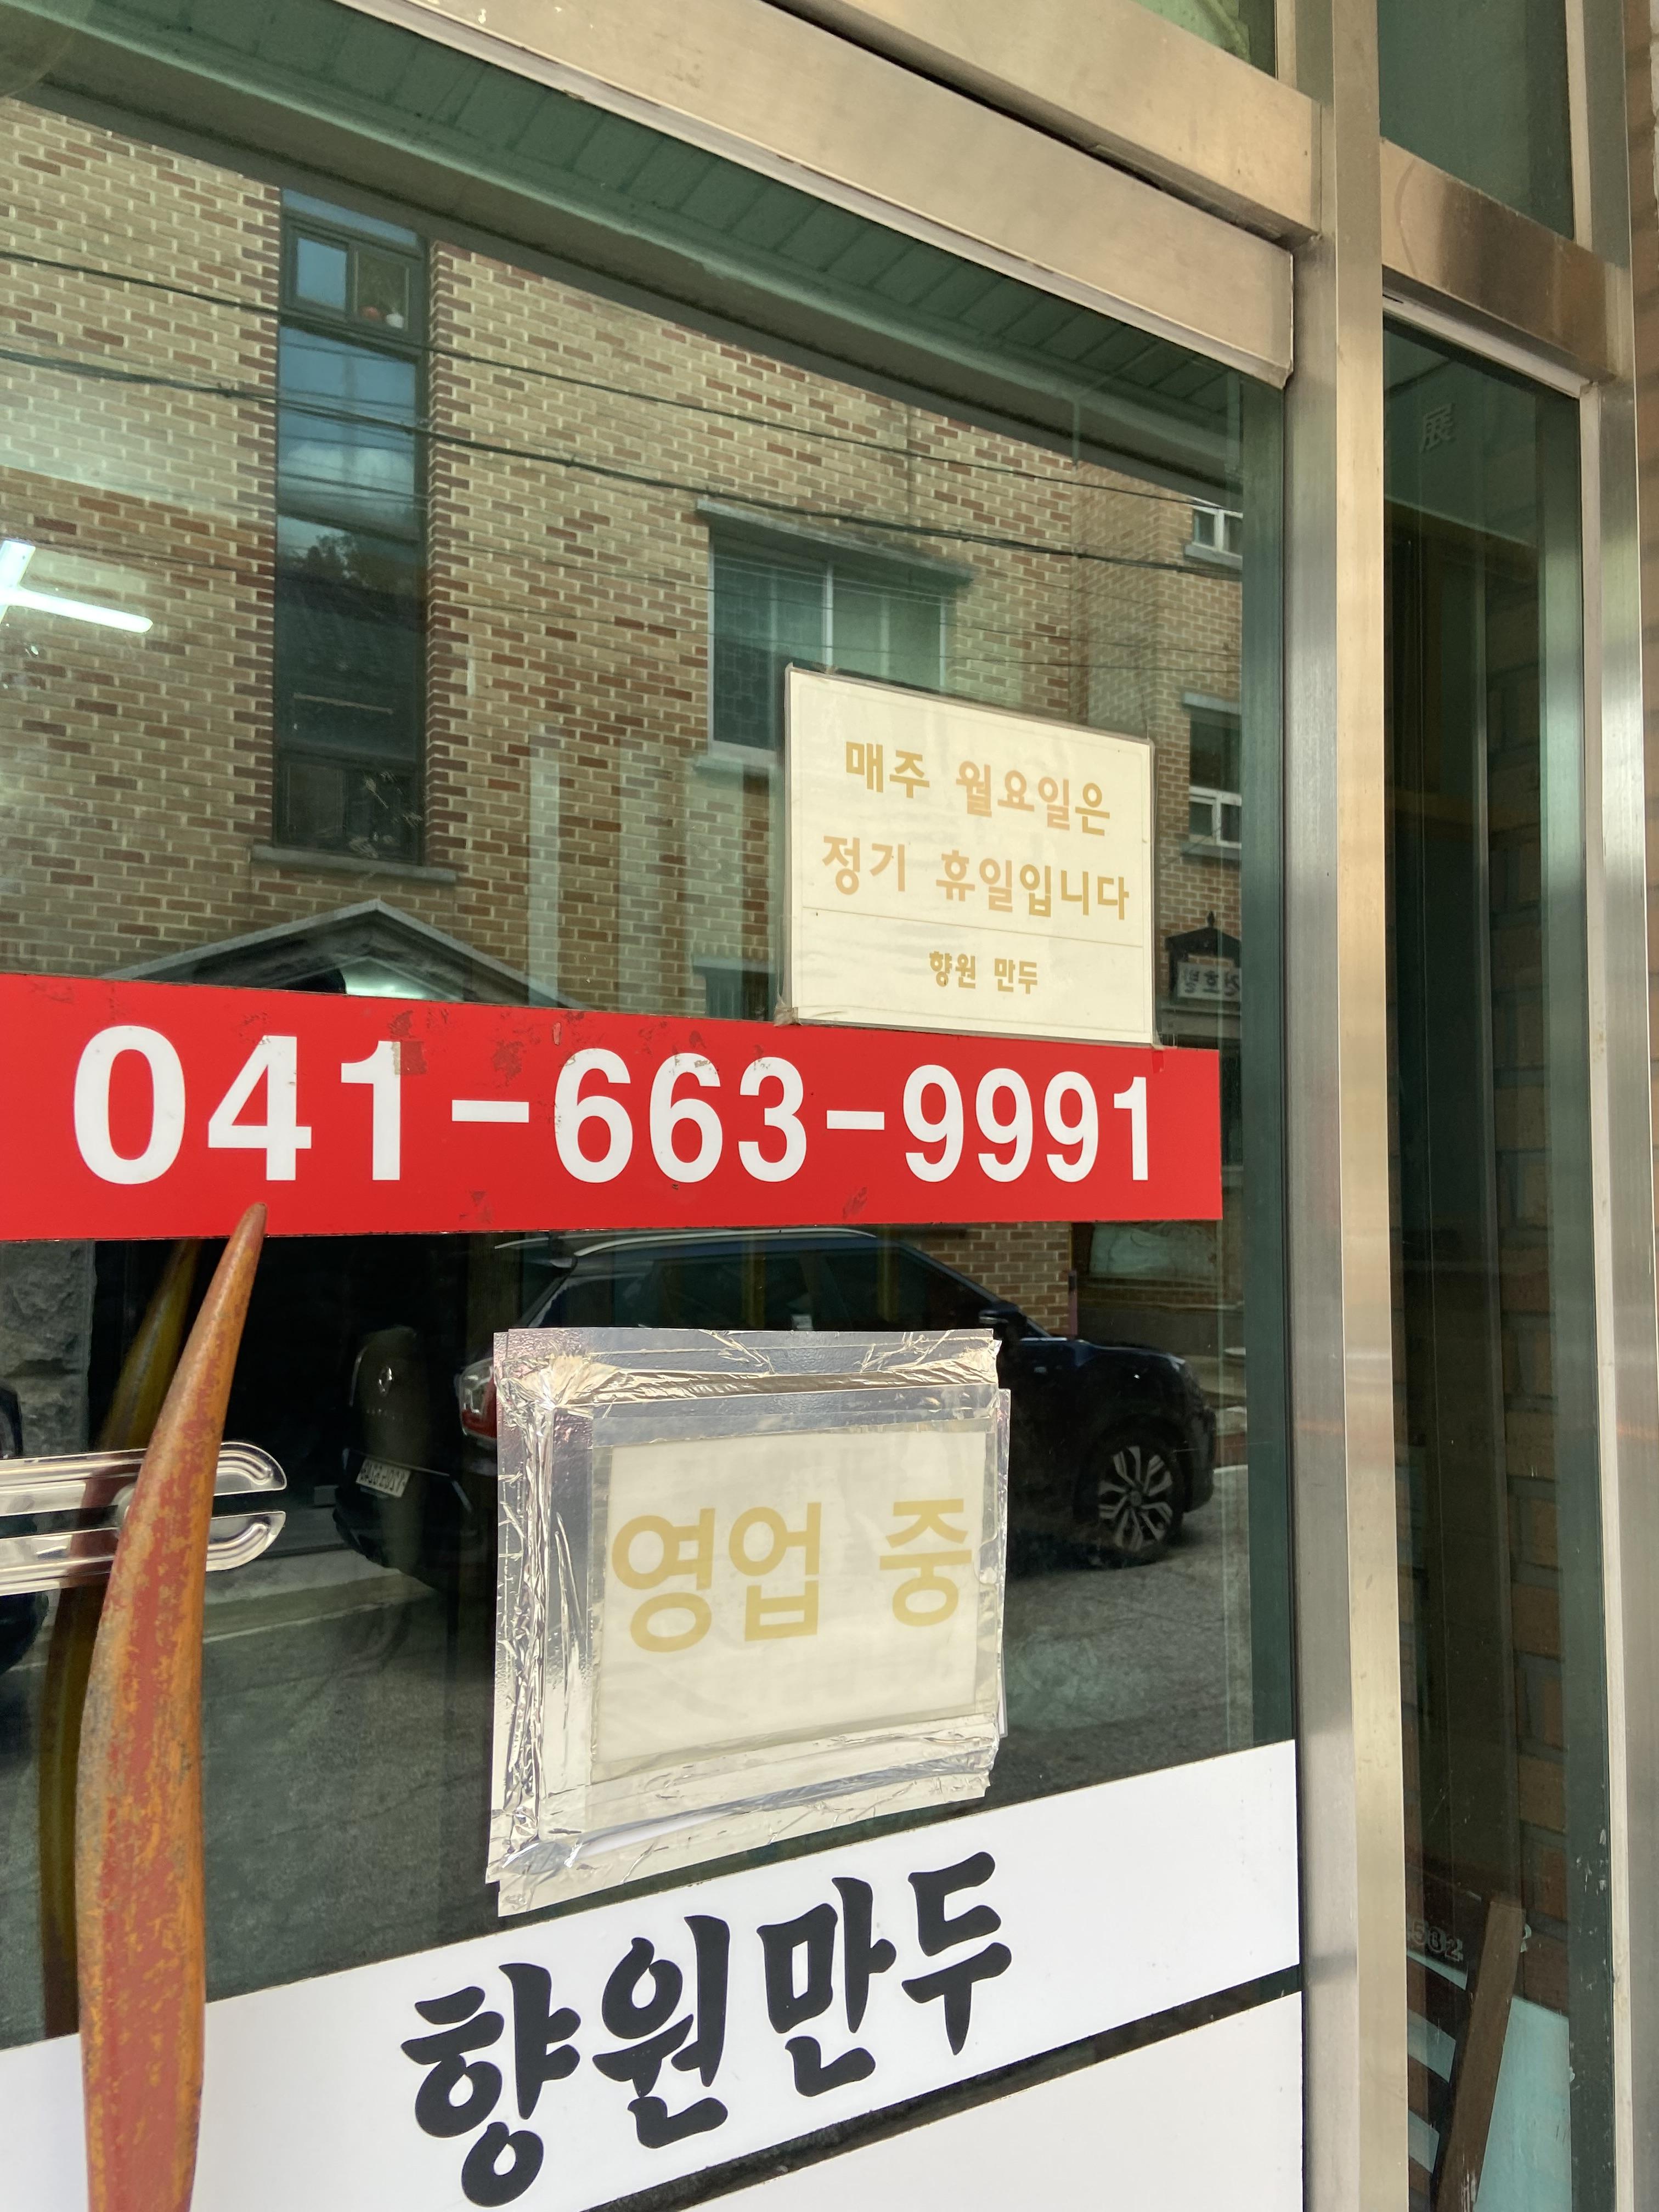 매주 월요일은
정기 휴일입니다
향원 만두
041-663-9991
영업 중
향원만두
展